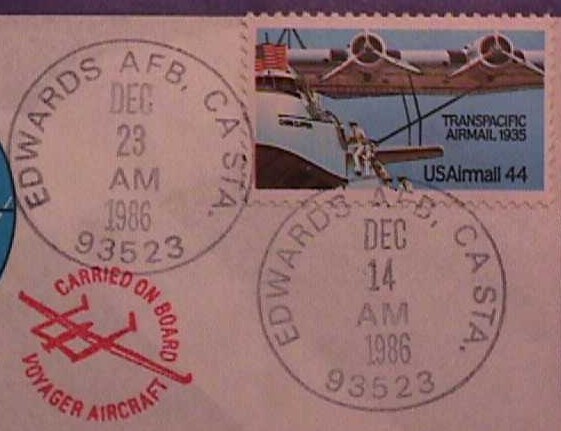 EDWARDS AFB, CA STA.
DEC
23
AM
1986
93523
TRANSPACIFIC
AIRMAIL 1935
USAirmail 44
EDWARDS AFB, CA STA.
DEC
14
AM
1986
93523
CARRIED ON BOARD
VOYAGER AIRCRAFT